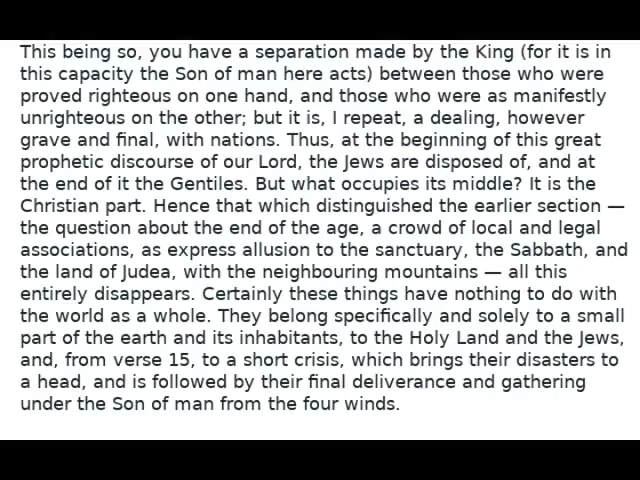 This being so, you have a separation made by the King (for it is in
this capacity the Son of man here acts) between those who were
proved righteous on one hand, and those who were as manifestly
unrighteous on the other; but it is, I repeat, a dealing, however
grave and final, with nations. Thus, at the beginning of this great
prophetic discourse of our Lord, the Jews are disposed of, and at
the end of it the Gentiles. But what occupies its middle? It is the
Christian part. Hence that which distinguished the earlier section —
the question about the end of the age, a crowd of local and legal
associations, as express allusion to the sanctuary, the Sabbath, and
the land of Judea, with the neighbouring mountains — all this
entirely disappears. Certainly these things have nothing to do with
the world as a whole. They belong specifically and solely to a small
part of the earth and its inhabitants, to the Holy Land and the Jews,
and, from verse 15, to a short crisis, which brings their disasters to
a head, and is followed by their final deliverance and gathering
under the Son of man from the four winds.